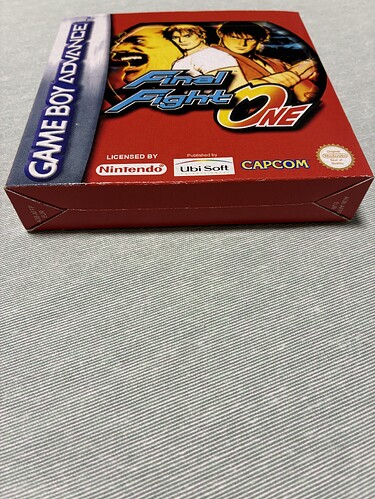 GAME BOY ADVANCE
Final
Fight ONE
LICENSED BY
Nintendo
Published by
Ubi Soft
CAPCOM